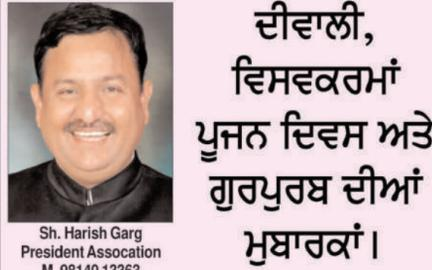 ਦੀਵਾਲੀ,
ਵਿਸਵਕਰਮਾਂ
ਪੂਜਨ ਦਿਵਸ ਅਤੇ
ਗੁਰਪੁਰਬ ਦੀਆਂ
ਮੁਬਾਰਕਾਂ।
Sh. Harish Garg
President Assocation